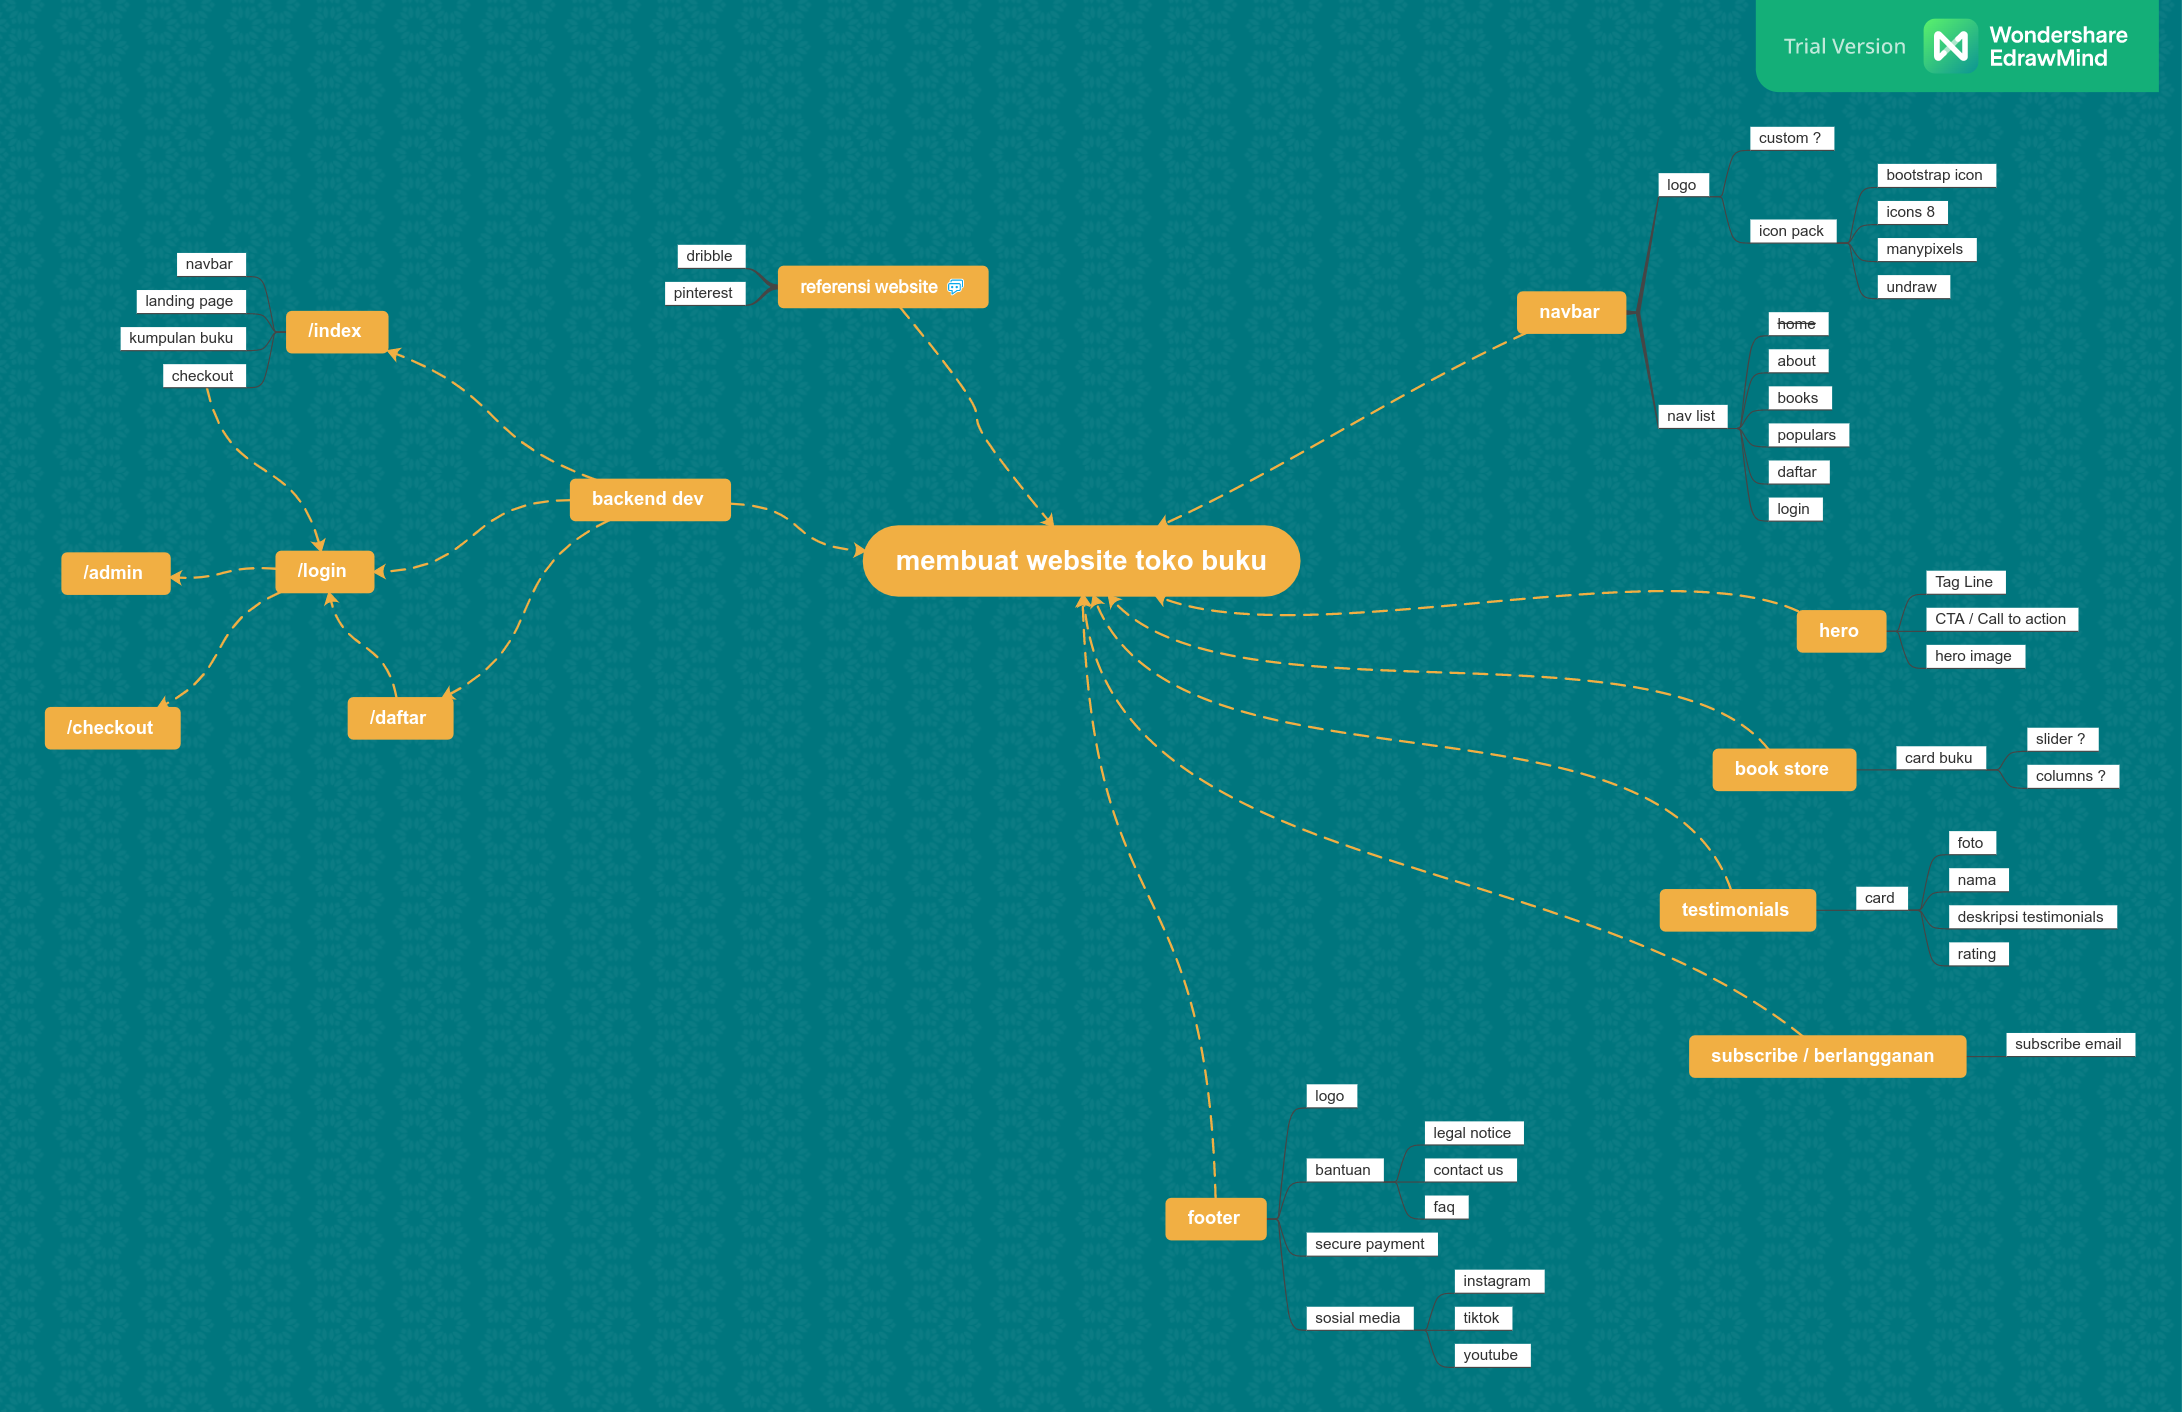 Trial Version
Wondershare
EdrawMind
membuat website toko buku
referensi website
dribble
pinterest
backend dev
/index
navbar
landing page
kumpulan buku
checkout
/login
/admin
/checkout
/daftar
navbar
logo
custom ?
icon pack
bootstrap icon
icons 8
manypixels
undraw
nav list
home
about
books
populars
daftar
login
hero
Tag Line
CTA / Call to action
hero image
book store
card buku
slider ?
columns ?
testimonials
card
foto
nama
deskripsi testimonials
rating
subscribe / berlangganan
subscribe email
footer
logo
bantuan
legal notice
contact us
faq
secure payment
sosial media
instagram
tiktok
youtube